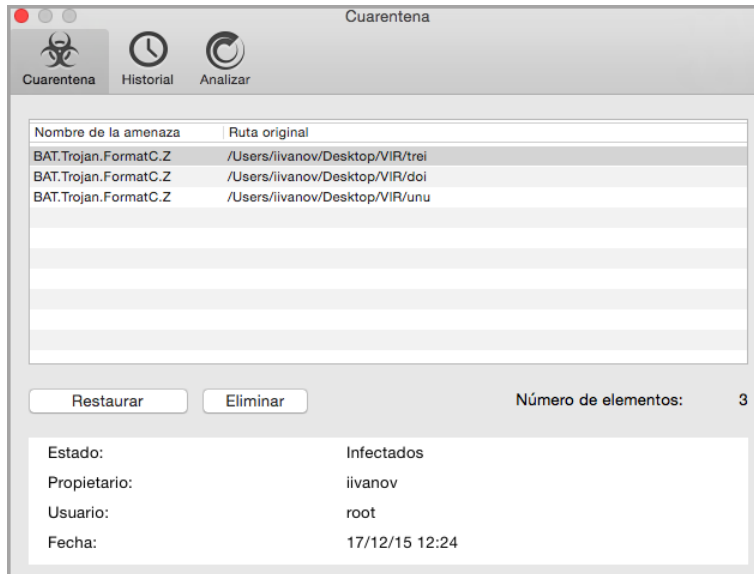 Cuarentena
Cuarentena Historial Analizar
Nombre de la amenaza Ruta original
BAT.Trojan.FormatC.Z /Users/iivanov/Desktop/VIR/trei
BAT.Trojan.FormatC.Z /Users/iivanov/Desktop/VIR/doi
BAT.Trojan.FormatC.Z /Users/iivanov/Desktop/VIR/unu
Restaurar Eliminar Número de elementos: 3
Estado: Infectados
Propietario: iivanov
Usuario: root
Fecha: 17/12/15 12:24